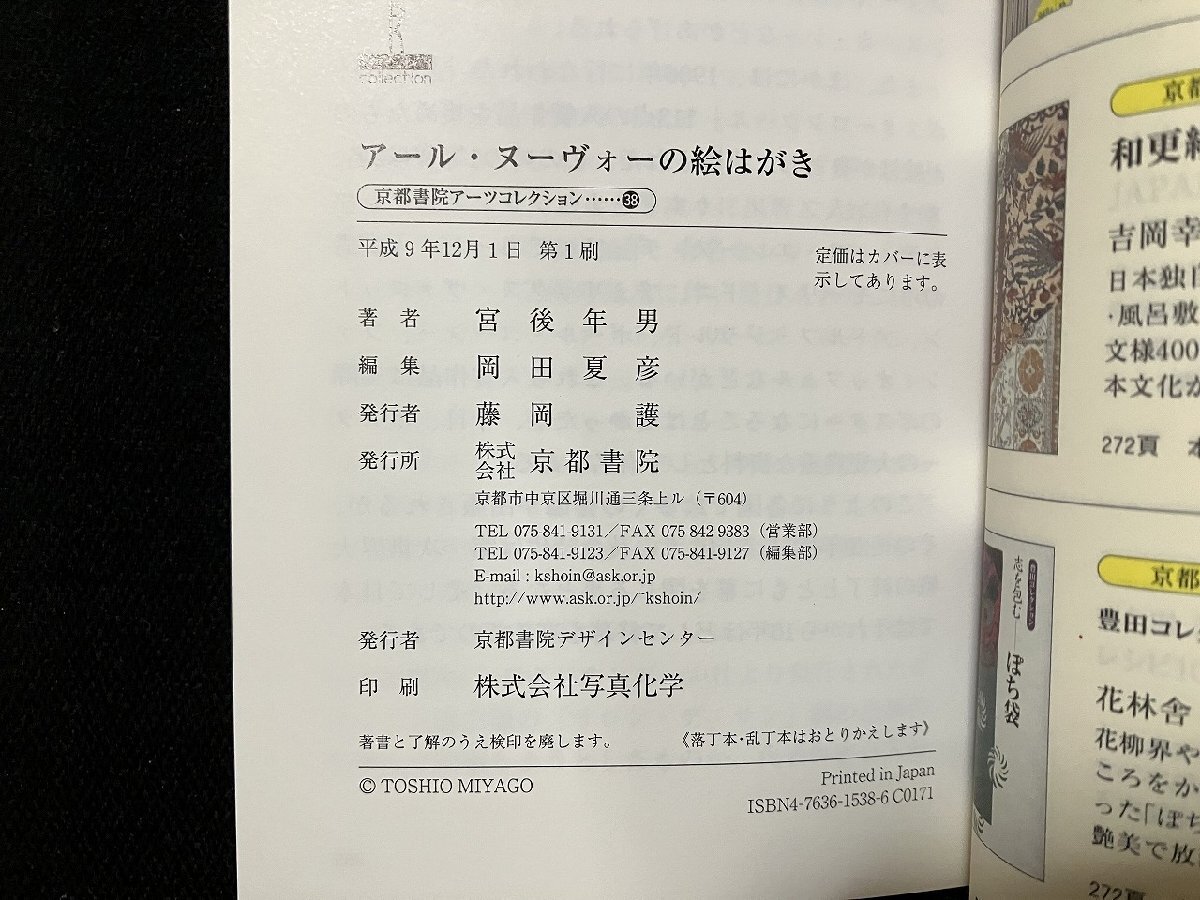 collection
アール・ヌーヴォーの絵はがき
京都書院アーツコレクション……38
平成9年12月1日 第1刷
定価はカバーに表
示してあります。
著者 宮後年男
編集 岡田夏彦
発行者 藤岡 護
発行所 株式会社 京都書院
京都市中京区堀川通三条上ル（〒604）
TEL 075-841-9131／FAX 075-842-9383（営業部）
TEL 075-841-9123／FAX 075-841-9127（編集部）
E-mail : kshoin@ask.or.jp
http://www.ask.or.jp/~kshoin/
発行者 京都書院デザインセンター
印刷 株式会社写真化学
著書と了解のうえ検印を廃します。 《落丁本・乱丁本はおとりかえします》
© TOSHIO MIYAGO
Printed in Japan
ISBN4-7636-1538-6 C0171
京都
和更紗
吉岡幸
日本独自
・風呂敷
文様400
本文化が
272頁 本
京都
豊田コレ
花林舎
花柳界や
ころをか
った「ぽち
艶美で放
272頁
豊田コレクション
志を包む
ぽち袋